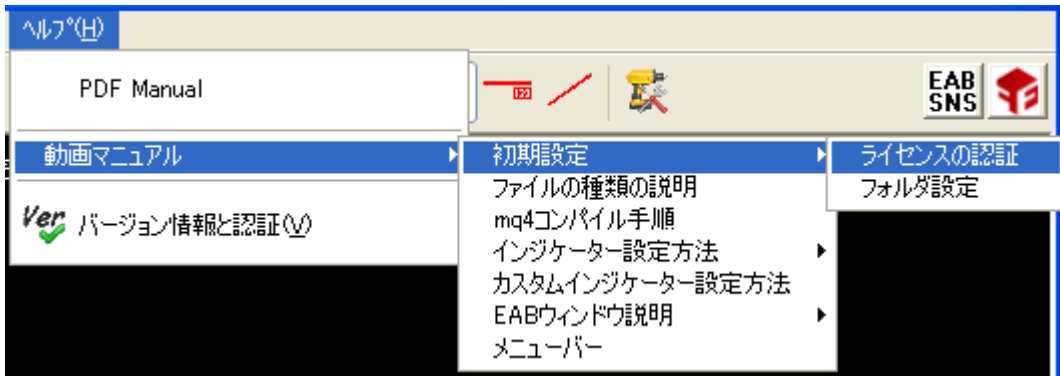 ヘルプ(H)
PDF Manual
EAB
SNS
動画マニュアル
初期設定
ライセンスの認証
ファイルの種類の説明
フォルダ設定
Ver バージョン情報と認証(V)
mq4コンパイル手順
インジケーター設定方法
カスタムインジケーター設定方法
EABウィンドウ説明
メニューバー